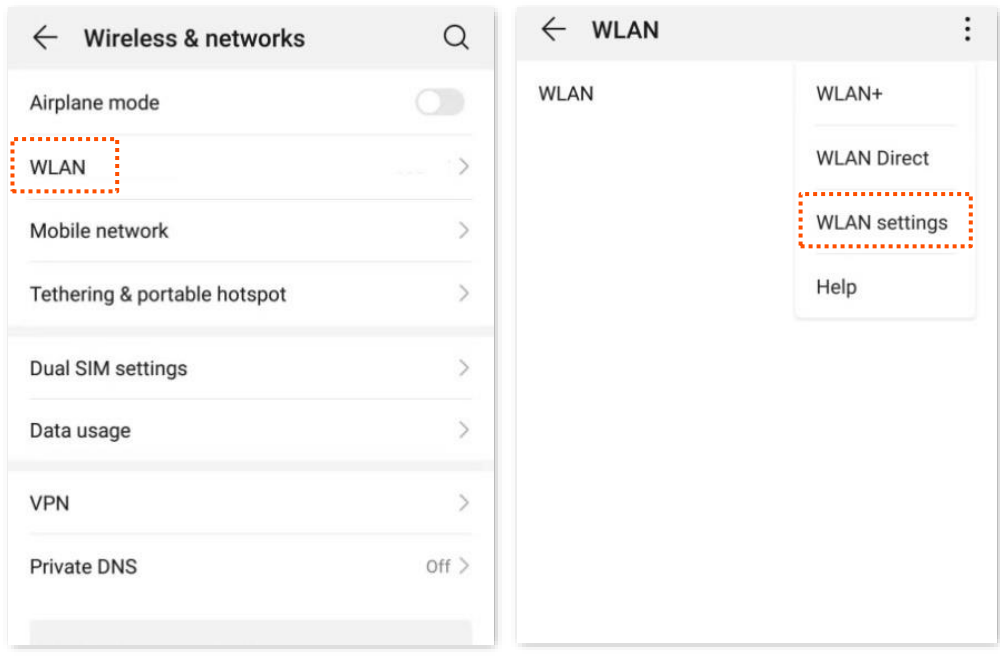 Wireless & networks
Airplane mode
WLAN
Mobile network
Tethering & portable hotspot
Dual SIM settings
Data usage
VPN
Private DNS
Off
WLAN
WLAN
WLAN+
WLAN Direct
WLAN settings
Help